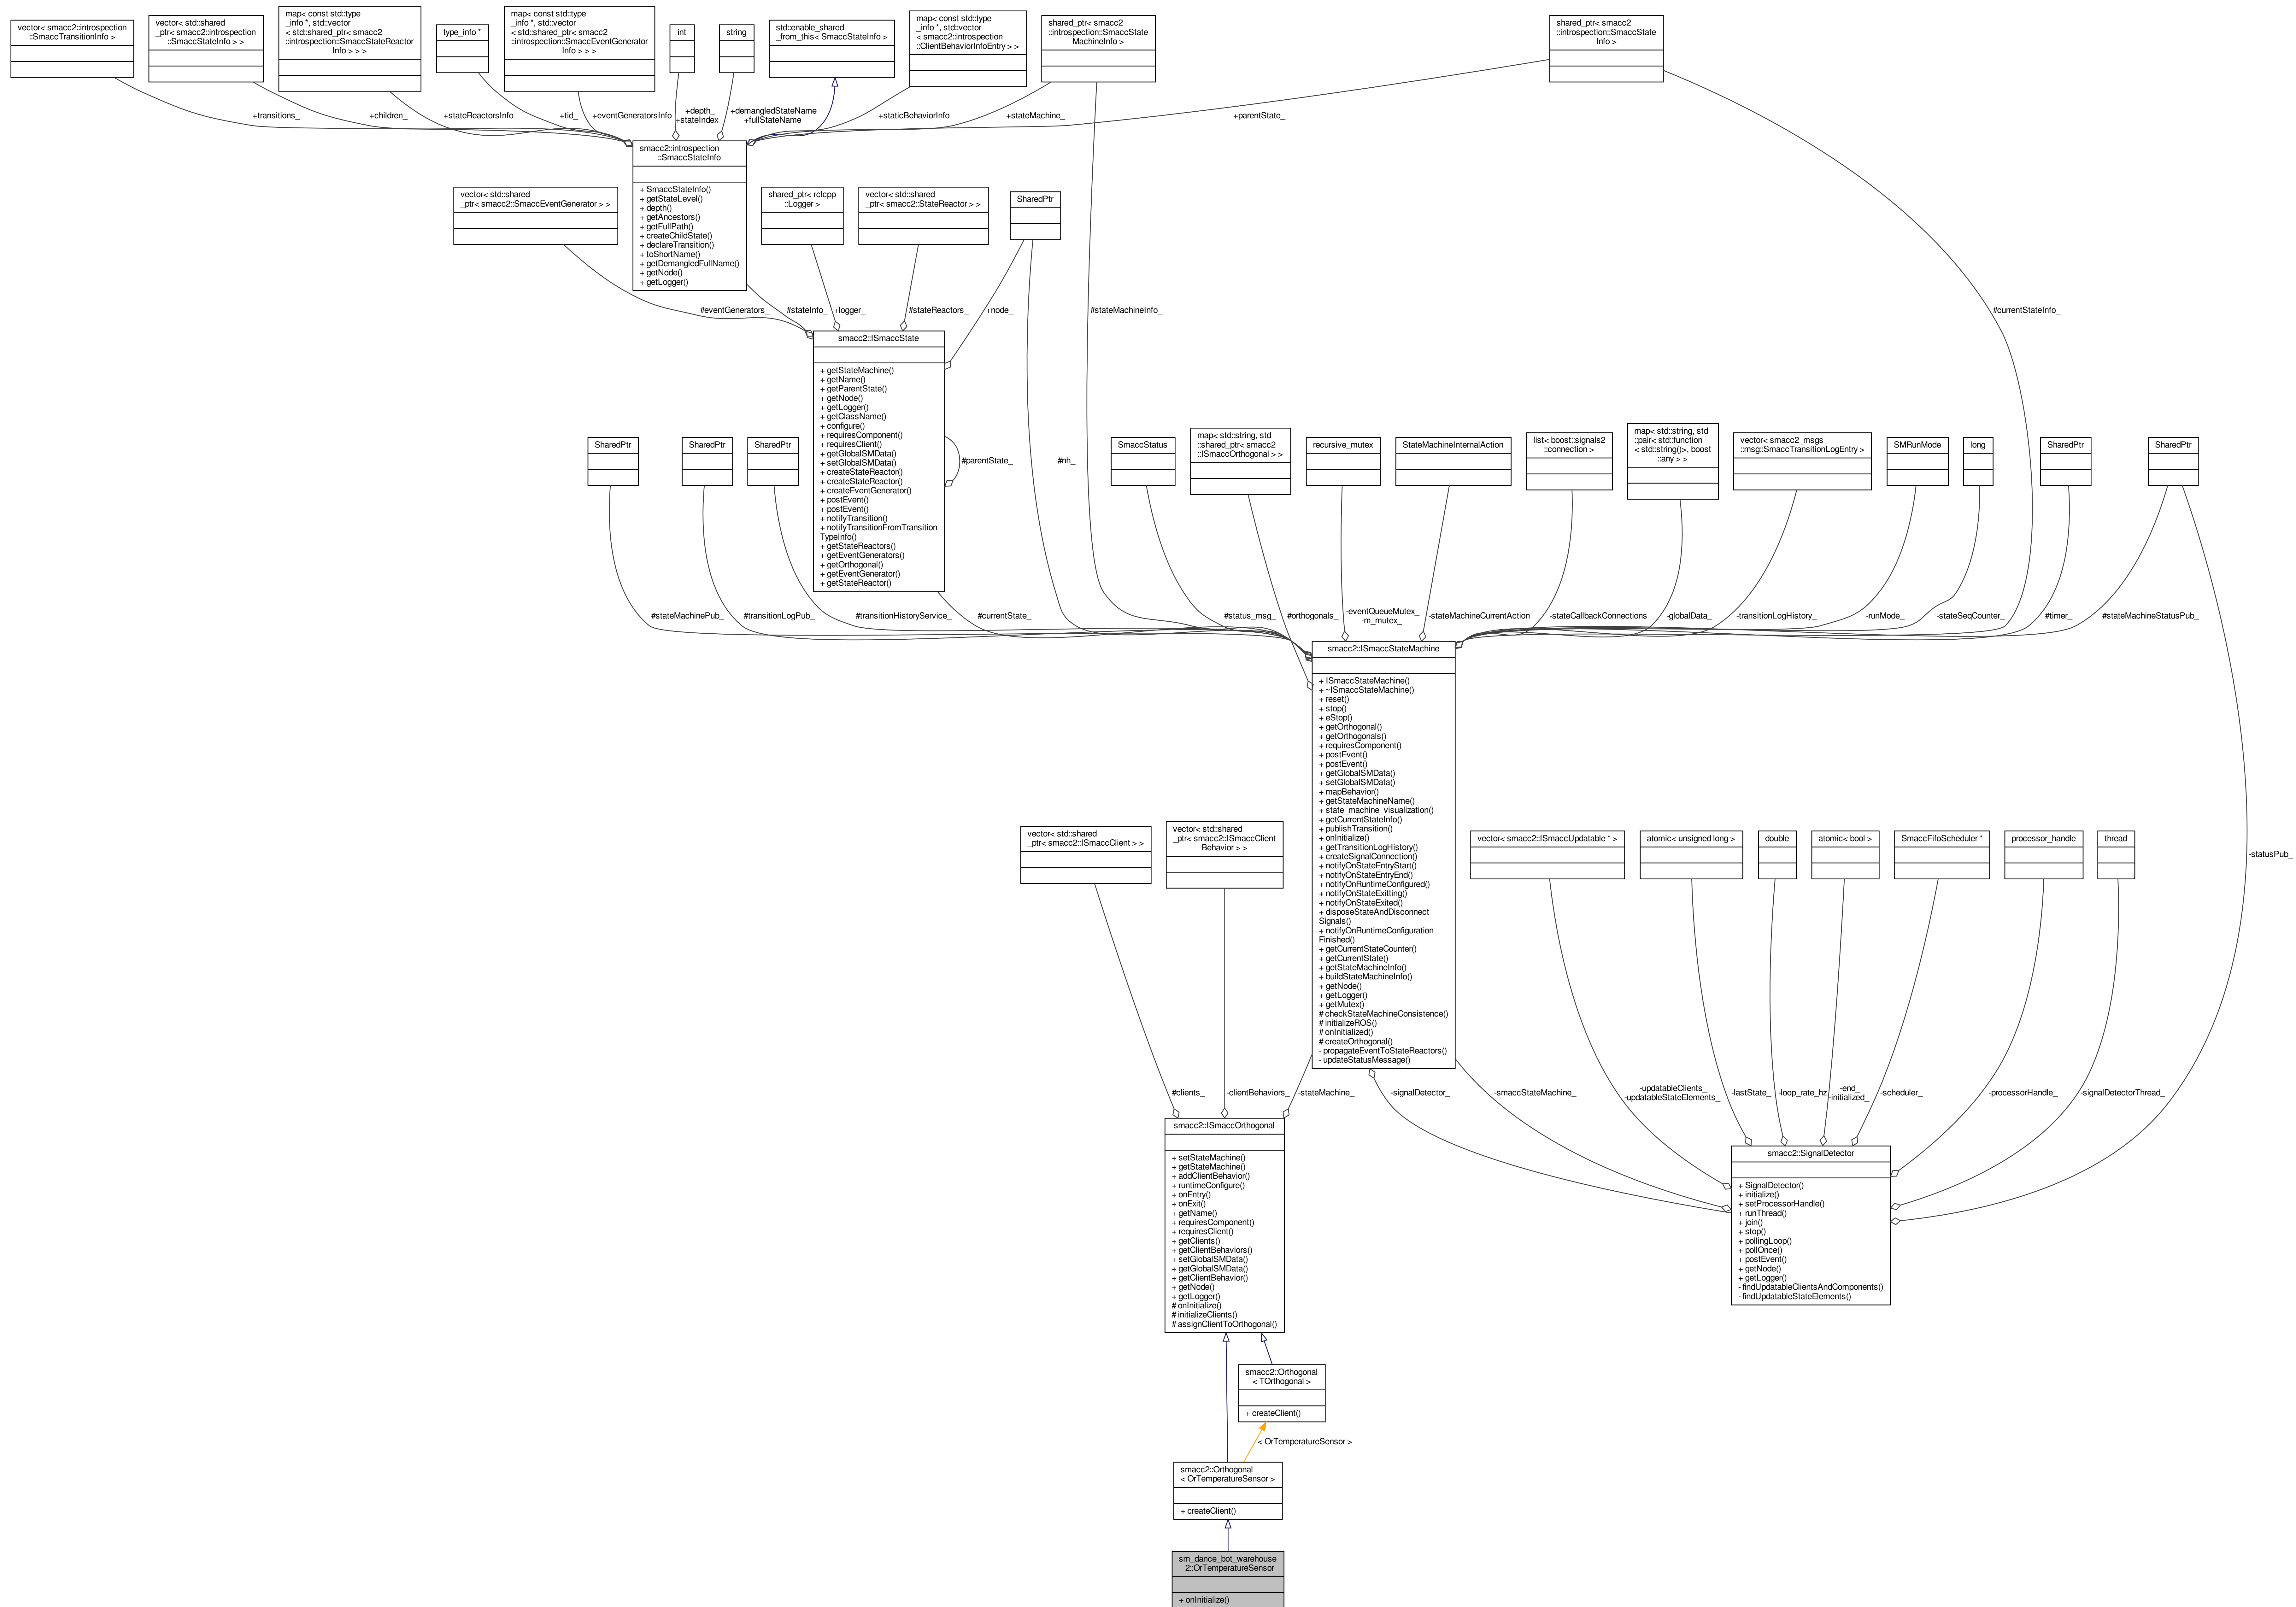 vector< smacc2::introspection
::SmaccTransitionInfo >
vector< std::shared
_ptr< smacc2::introspection
::SmaccStateInfo > >
map< const std::type
_info *, std::vector
< std::shared_ptr< smacc2
::introspection::SmaccStateReactor
Info > > >
type_info *
map< const std::type
_info *, std::vector
< std::shared_ptr< smacc2
::introspection::SmaccEventGenerator
Info > > >
int
string
std::enable_shared
_from_this< SmaccStateInfo >
map< const std::type
_info *, std::vector
< smacc2::introspection
::ClientBehaviorInfoEntry > >
shared_ptr< smacc2
::introspection::SmaccState
MachineInfo >
shared_ptr< smacc2
::introspection::SmaccState
Info >
+transitions_
+children_
+stateReactorsInfo
+tid_
+eventGeneratorsInfo
+depth_
+stateIndex_
+demangledStateName
+fullStateName
+staticBehaviorInfo
+stateMachine_
+parentState_
smacc2::introspection
::SmaccStateInfo
+ SmaccStateInfo()
+ getStateLevel()
+ depth()
+ getAncestors()
+ getFullPath()
+ createChildState()
+ declareTransition()
+ toShortName()
+ getDemangledFullName()
+ getNode()
+ getLogger()
vector< std::shared
_ptr< smacc2::SmaccEventGenerator > >
shared_ptr< rclcpp
::Logger >
vector< std::shared
_ptr< smacc2::StateReactor > >
SharedPtr
#eventGenerators_
#stateInfo_
+logger_
#stateReactors_
+node_
#stateMachineInfo_
#currentStateInfo_
smacc2::ISmaccState
+ getStateMachine()
+ getName()
+ getParentState()
+ getNode()
+ getLogger()
+ getClassName()
+ configure()
+ requiresComponent()
+ requiresClient()
+ getGlobalSMData()
+ setGlobalSMData()
+ createStateReactor()
+ createStateReactor()
+ createEventGenerator()
+ postEvent()
+ postEvent()
+ notifyTransition()
+ notifyTransitionFromTransition
TypeInfo()
+ getStateReactors()
+ getEventGenerators()
+ getOrthogonal()
+ getEventGenerator()
+ getStateReactor()
#parentState_
#nh_
SharedPtr
SharedPtr
SharedPtr
SmaccStatus
map< std::string, std
::shared_ptr< smacc2
::ISmaccOrthogonal > >
recursive_mutex
StateMachineInternalAction
list< boost::signals2
::connection >
map< std::string, std
::pair< std::function
< std::string()>, boost
::any > >
vector< smacc2_msgs
::msg::SmaccTransitionLogEntry >
SMRunMode
long
SharedPtr
SharedPtr
#stateMachinePub_
#transitionLogPub_
#transitionHistoryService_
#currentState_
#status_msg_
#orthogonals_
-eventQueueMutex_
-m_mutex_
-stateMachineCurrentAction
-stateCallbackConnections
-globalData_
-transitionLogHistory_
-runMode_
-stateSeqCounter_
#timer_
#stateMachineStatusPub_
smacc2::ISmaccStateMachine
+ ISmaccStateMachine()
+ ~ISmaccStateMachine()
+ reset()
+ stop()
+ eStop()
+ getOrthogonal()
+ getOrthogonals()
+ requiresComponent()
+ postEvent()
+ postEvent()
+ getGlobalSMData()
+ setGlobalSMData()
+ mapBehavior()
+ getStateMachineName()
+ state_machine_visualization()
+ getCurrentStateInfo()
+ publishTransition()
+ onInitialize()
+ getTransitionLogHistory()
+ createSignalConnection()
+ notifyOnStateEntryStart()
+ notifyOnStateEntryEnd()
+ notifyOnRuntimeConfigured()
+ notifyOnStateExitting()
+ notifyOnStateExited()
+ disposeStateAndDisconnect
Signals()
+ notifyOnRuntimeConfiguration
Finished()
+ getCurrentStateCounter()
+ getCurrentState()
+ getStateMachineInfo()
+ buildStateMachineInfo()
+ getNode()
+ getLogger()
+ getMutex()
# checkStateMachineConsistence()
# initializeROS()
# onInitialized()
# createOrthogonal()
- propagateEventToStateReactors()
- updateStatusMessage()
vector< std::shared
_ptr< smacc2::ISmaccClient > >
vector< std::shared
_ptr< smacc2::ISmaccClient
Behavior > >
vector< smacc2::ISmaccUpdatable * >
atomic< unsigned long >
double
atomic< bool >
SmaccFifoScheduler *
processor_handle
thread
-statusPub_
#clients_
-clientBehaviors_
-stateMachine_
-signalDetector_
-smaccStateMachine_
-updatableClients_
-updatableStateElements_
-lastState_
-loop_rate_hz
-end_
-initialized_
-scheduler_
-processorHandle_
-signalDetectorThread_
smacc2::ISmaccOrthogonal
+ setStateMachine()
+ getStateMachine()
+ addClientBehavior()
+ runtimeConfigure()
+ onEntry()
+ onExit()
+ getName()
+ requiresComponent()
+ requiresClient()
+ getClients()
+ getClientBehaviors()
+ setGlobalSMData()
+ getGlobalSMData()
+ getClientBehavior()
+ getNode()
+ getLogger()
# onInitialize()
# initializeClients()
# assignClientToOrthogonal()
smacc2::SignalDetector
+ SignalDetector()
+ initialize()
+ setProcessorHandle()
+ runThread()
+ join()
+ stop()
+ pollingLoop()
+ pollOnce()
+ postEvent()
+ getNode()
+ getLogger()
- findUpdatableClientsAndComponents()
- findUpdatableStateElements()
smacc2::Orthogonal
< TOrthogonal >
+ createClient()
< OrTemperatureSensor >
smacc2::Orthogonal
< OrTemperatureSensor >
+ createClient()
sm_dance_bot_warehouse
_2::OrTemperatureSensor
+ onInitialize()